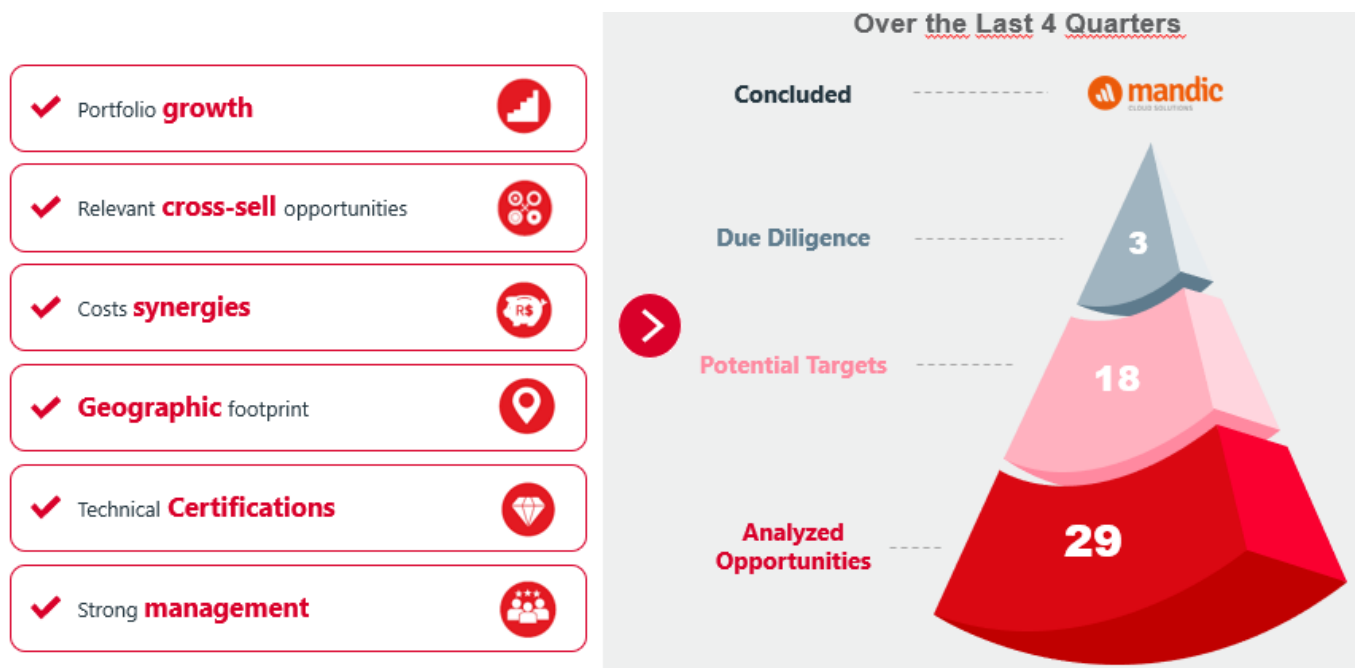 Portfolio growth
Relevant cross-sell opportunities
Costs synergies
R$
Geographic footprint
Technical Certifications
Strong management
Over the Last 4 Quarters
Concluded
mandic
CLOUD SOLUTIONS
Due Diligence
3
Potential Targets
18
Analyzed
Opportunities
29